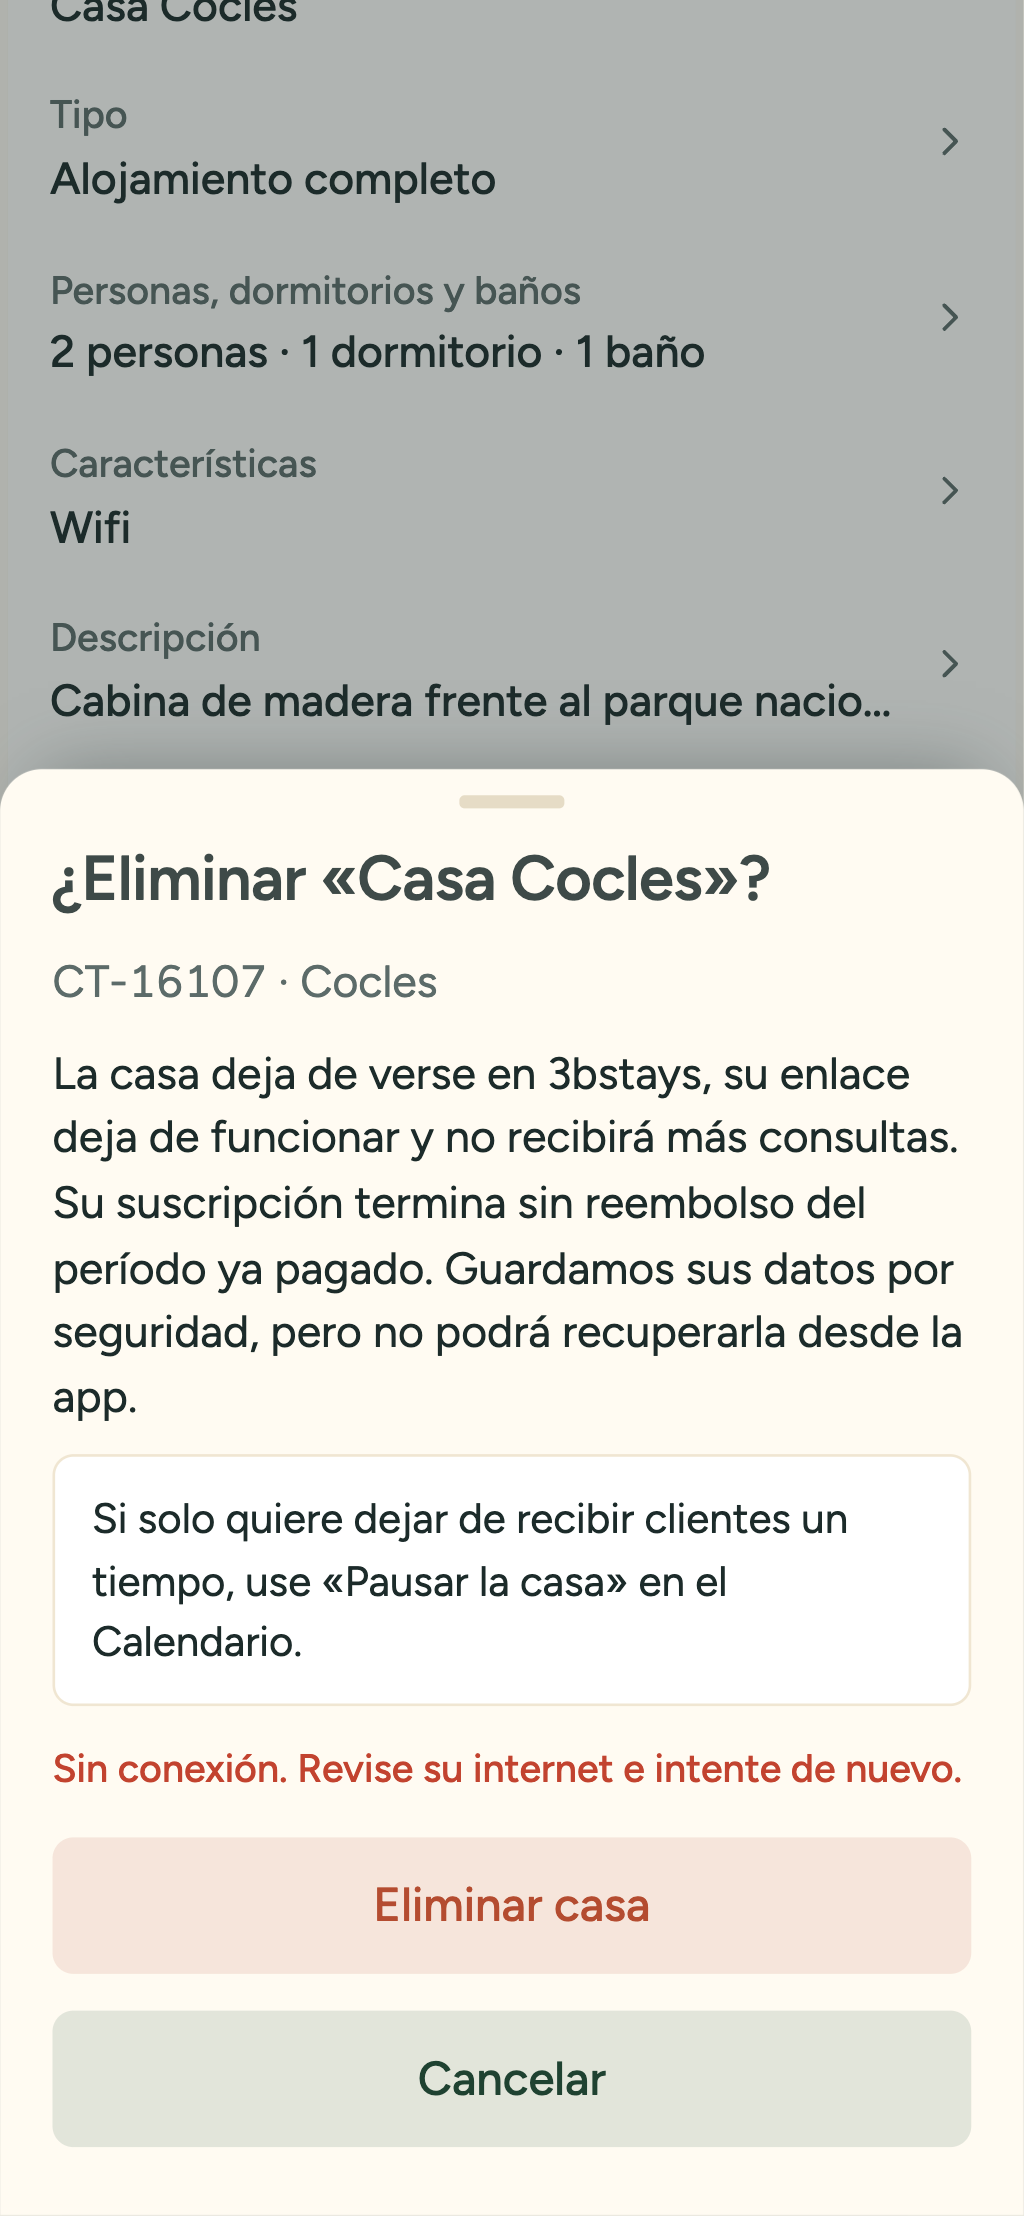 Casa Cocles
Tipo
Alojamiento completo
Personas, dormitorios y baños
2 personas · 1 dormitorio · 1 baño
Características
Wifi
Descripción
Cabina de madera frente al parque nacio...
¿Eliminar «Casa Cocles»?
CT-16107 · Cocles
La casa deja de verse en 3bstays, su enlace
deja de funcionar y no recibirá más consultas.
Su suscripción termina sin reembolso del
período ya pagado. Guardamos sus datos por
seguridad, pero no podrá recuperarla desde la
app.
Si solo quiere dejar de recibir clientes un
tiempo, use «Pausar la casa» en el
Calendario.
Sin conexión. Revise su internet e intente de nuevo.
Eliminar casa
Cancelar